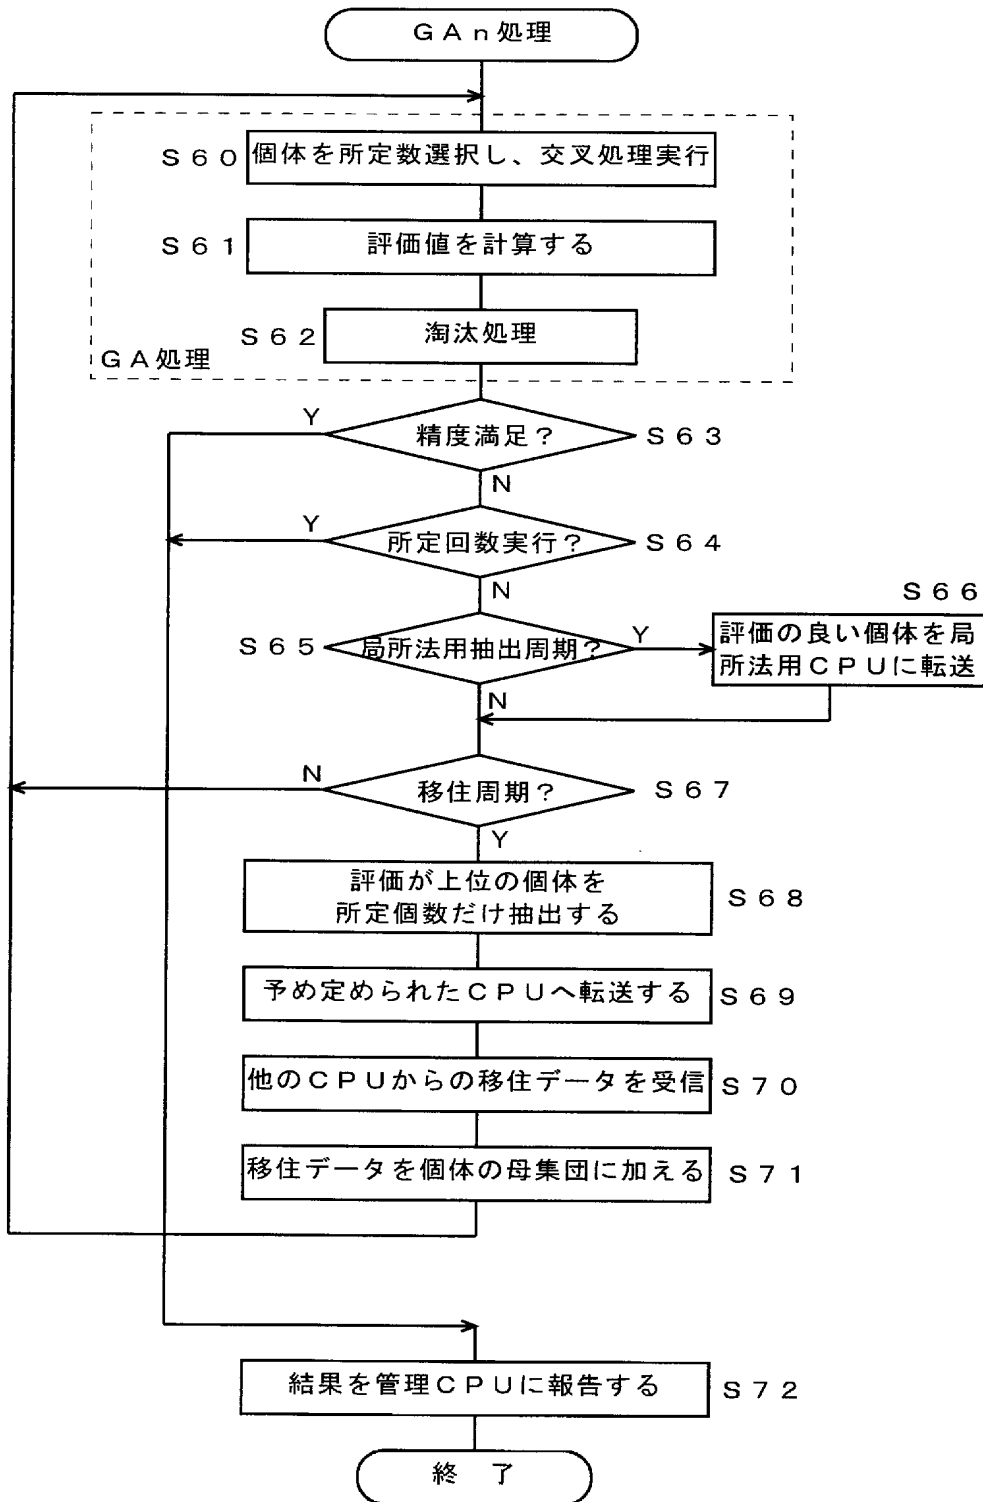 GAn処理
S60
個体を所定数選択し、交叉処理実行
S61
評価値を計算する
S62
淘汰処理
GA処理
Y
精度満足?
S63
N
Y
所定回数実行?
S64
N
S65
局所法用抽出周期?
Y
S66
評価の良い個体を局
所法用CPUに転送
N
N
移住周期?
S67
Y
評価が上位の個体を
所定個数だけ抽出する
S68
予め定められたCPUへ転送する
S69
他のCPUからの移住データを受信
S70
移住データを個体の母集団に加える
S71
結果を管理CPUに報告する
S72
終 了